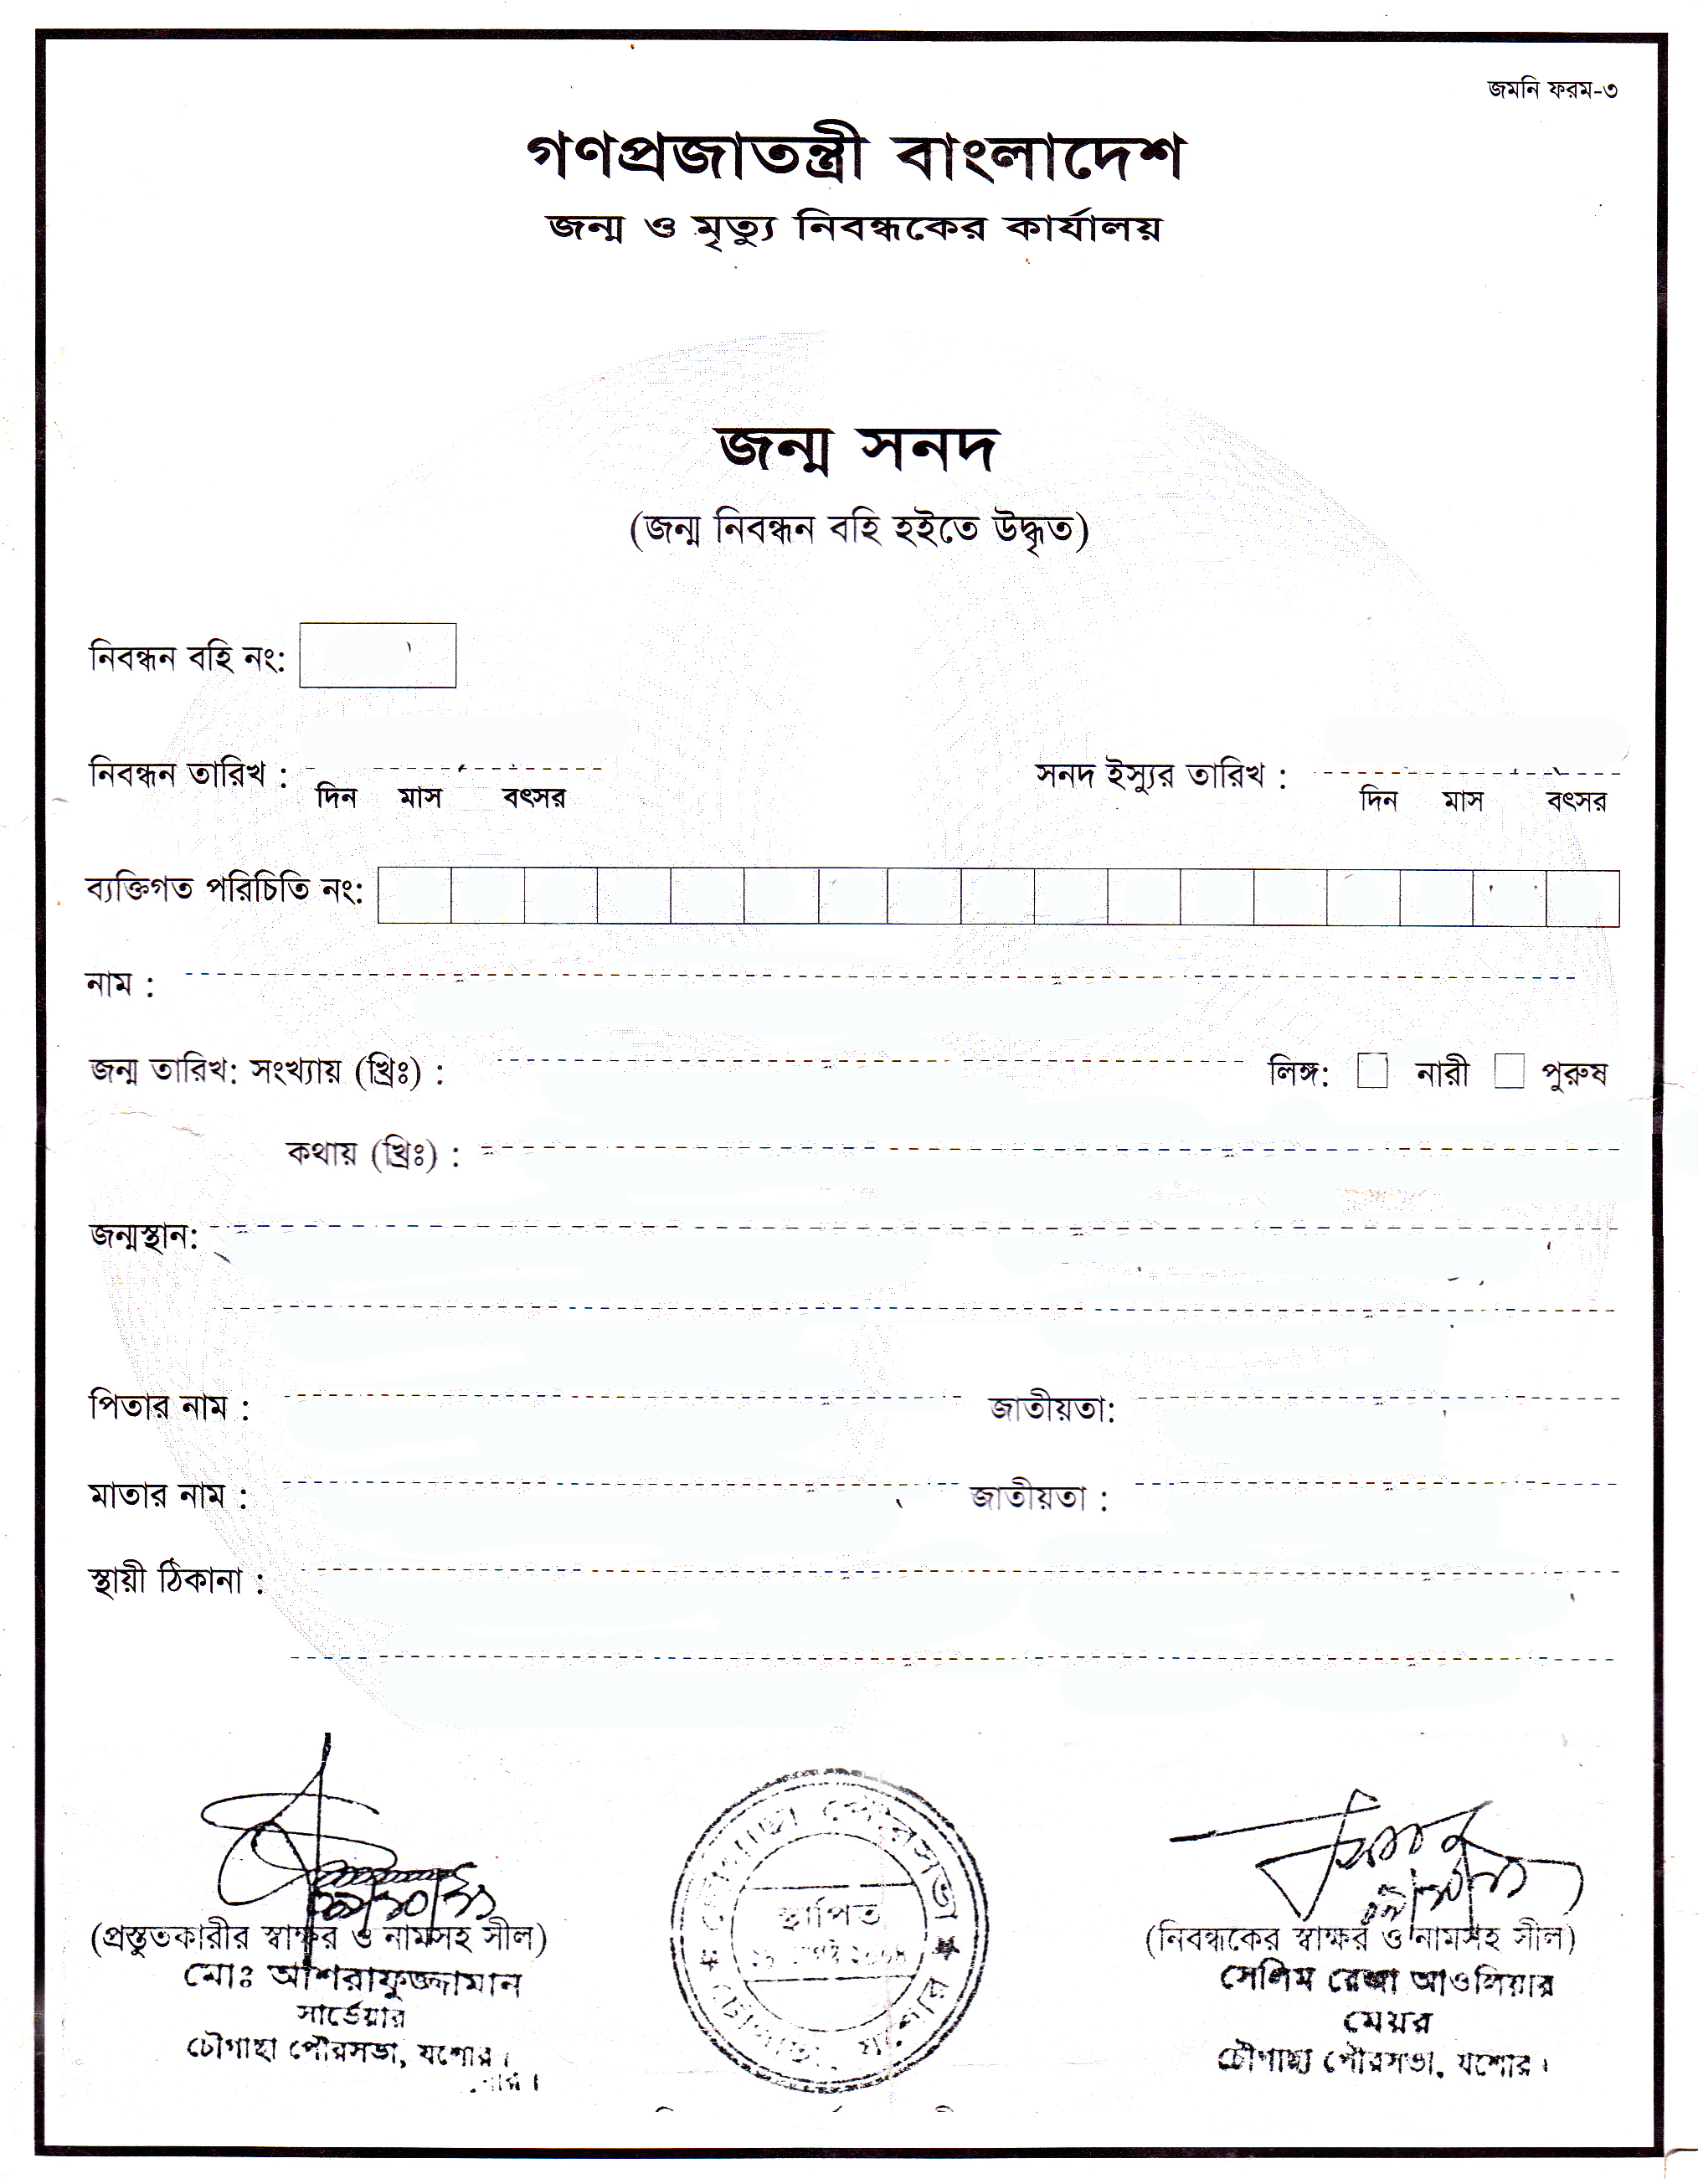 জমনি ফরম-৩
গণপ্রজাতন্ত্রী বাংলাদেশ
জন্ম ও মৃত্যু নিবন্ধকের কার্যালয়
জন্ম সনদ
(জন্ম নিবন্ধন বহি হইতে উদ্ধৃত)
নিবন্ধন বহি নং:
নিবন্ধন তারিখ : সনদ ইস্যুর তারিখ :
দিন মাস বৎসর দিন মাস বৎসর
ব্যক্তিগত পরিচিতি নং:
নাম :
জন্ম তারিখ: সংখ্যায় (খ্রিঃ) : লিঙ্গ: নারী পুরুষ
কথায় (খ্রিঃ) :
জন্মস্থান:
পিতার নাম : জাতীয়তা:
মাতার নাম : জাতীয়তা :
স্থায়ী ঠিকানা :
চৌগাছা পৌরসভা
স্থাপিত
চৌগাছা, যশোর
(প্রস্তুতকারীর স্বাক্ষর ও নামসহ সীল) (নিবন্ধকের স্বাক্ষর ও নামসহ সীল)
মোঃ আশরাফুজ্জামান সেলিম রেজা আওলিয়ার
সার্ভেয়ার মেয়র
চৌগাছা পৌরসভা, যশোর। চৌগাছা পৌরসভা, যশোর।